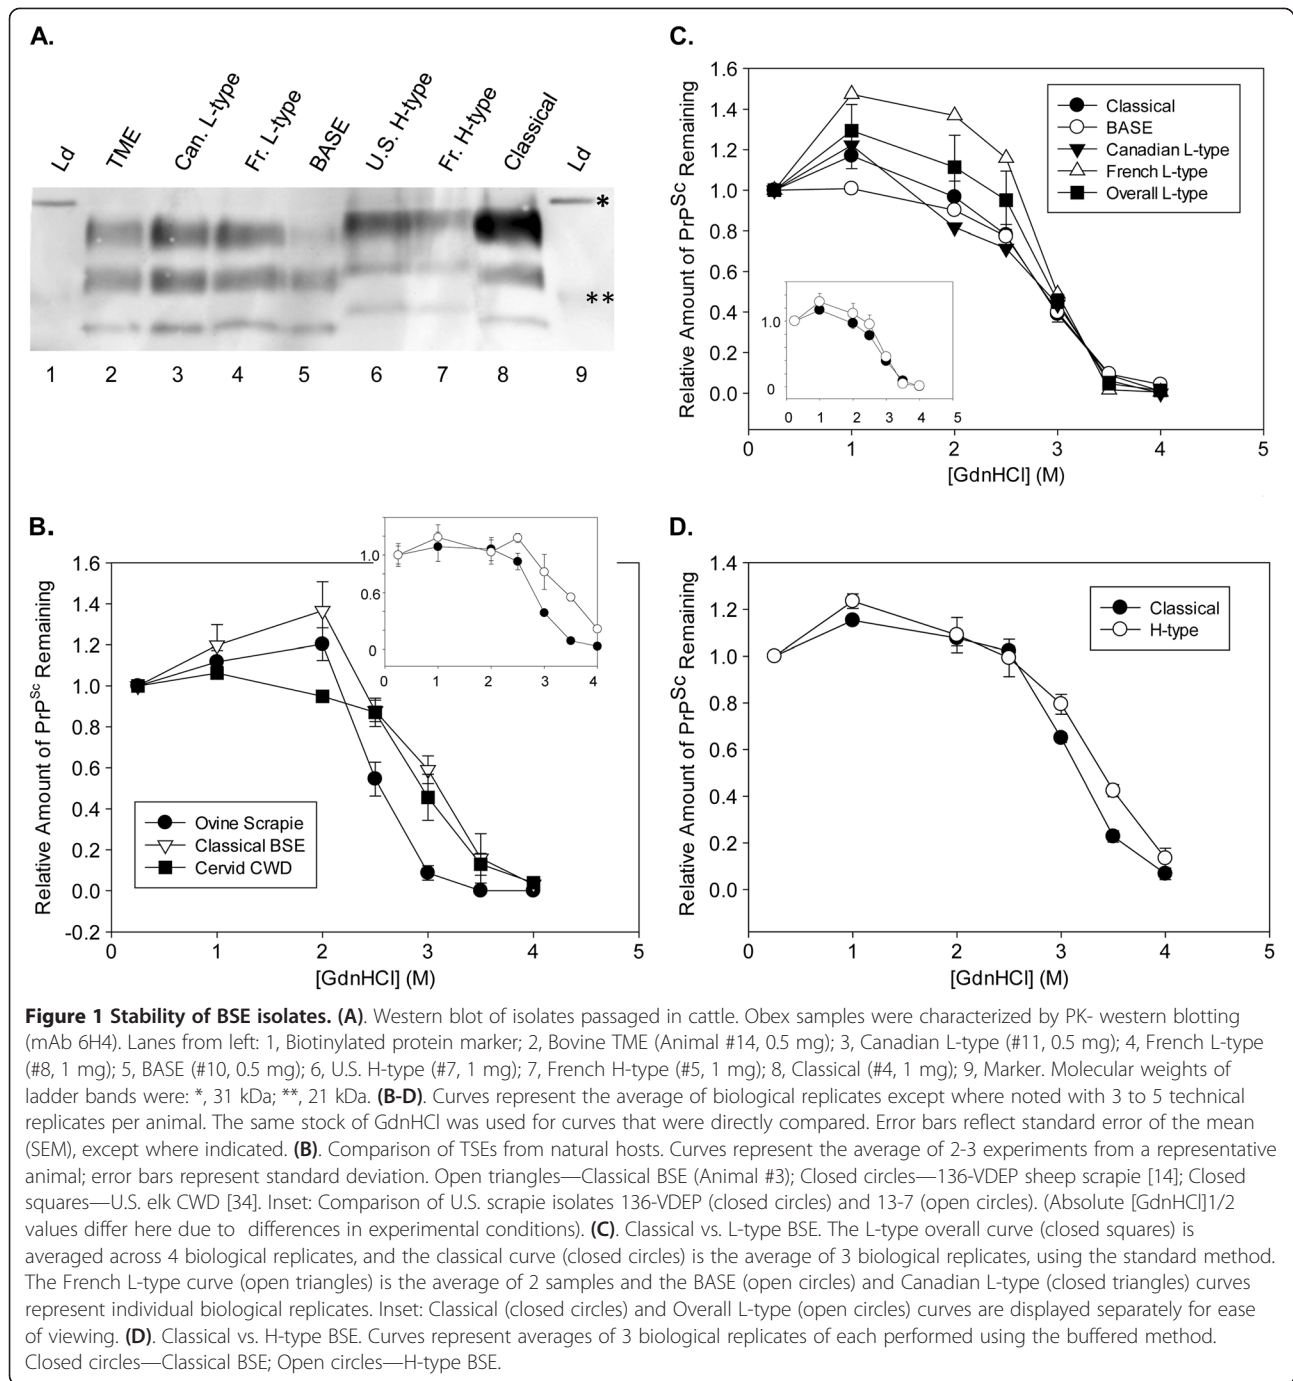 A.
Ld
TME
Can. L-type
Fr. L-type
BASE
U.S. H-type
Fr. H-type
Classical
Ld
*
**
1 2 3 4 5 6 7 8 9
C.
Relative Amount of PrPSc Remaining
1.6
1.4
1.2
1.0
0.8
0.6
0.4
0.2
0.0
Classical
BASE
Canadian L-type
French L-type
Overall L-type
1.0
0
0 1 2 3 4 5
0 1 2 3 4 5
[GdnHCl] (M)
B.
Relative Amount of PrPSc Remaining
1.6
1.4
1.2
1.0
0.8
0.6
0.4
0.2
0.0
-0.2
1.0
0.6
0
0 1 2 3 4
Ovine Scrapie
Classical BSE
Cervid CWD
0 1 2 3 4 5
[GdnHCl] (M)
D.
Relative Amount of PrPSc Remaining
1.4
1.2
1.0
0.8
0.6
0.4
0.2
0.0
Classical
H-type
0 1 2 3 4 5
[GdnHCl] (M)
Figure 1 Stability of BSE isolates. (A). Western blot of isolates passaged in cattle. Obex samples were characterized by PK- western blotting
(mAb 6H4). Lanes from left: 1, Biotinylated protein marker; 2, Bovine TME (Animal #14, 0.5 mg); 3, Canadian L-type (#11, 0.5 mg); 4, French L-type
(#8, 1 mg); 5, BASE (#10, 0.5 mg); 6, U.S. H-type (#7, 1 mg); 7, French H-type (#5, 1 mg); 8, Classical (#4, 1 mg); 9, Marker. Molecular weights of
ladder bands were: *, 31 kDa; **, 21 kDa. (B-D). Curves represent the average of biological replicates except where noted with 3 to 5 technical
replicates per animal. The same stock of GdnHCl was used for curves that were directly compared. Error bars reflect standard error of the mean
(SEM), except where indicated. (B). Comparison of TSEs from natural hosts. Curves represent the average of 2-3 experiments from a representative
animal; error bars represent standard deviation. Open triangles—Classical BSE (Animal #3); Closed circles—136-VDEP sheep scrapie [14]; Closed
squares—U.S. elk CWD [34]. Inset: Comparison of U.S. scrapie isolates 136-VDEP (closed circles) and 13-7 (open circles). (Absolute [GdnHCl]1/2
values differ here due to differences in experimental conditions). (C). Classical vs. L-type BSE. The L-type overall curve (closed squares) is
averaged across 4 biological replicates, and the classical curve (closed circles) is the average of 3 biological replicates, using the standard method.
The French L-type curve (open triangles) is the average of 2 samples and the BASE (open circles) and Canadian L-type (closed triangles) curves
represent individual biological replicates. Inset: Classical (closed circles) and Overall L-type (open circles) curves are displayed separately for ease
of viewing. (D). Classical vs. H-type BSE. Curves represent averages of 3 biological replicates of each performed using the buffered method.
Closed circles—Classical BSE; Open circles—H-type BSE.